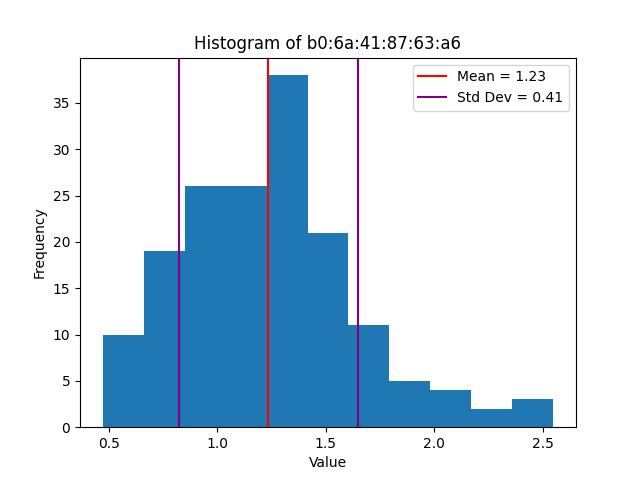 Histogram of b0:6a:41:87:63:a6
Mean = 1.23
Std Dev = 0.41
Frequency
35
30
25
20
15
10
5
0
0.5 1.0 1.5 2.0 2.5
Value